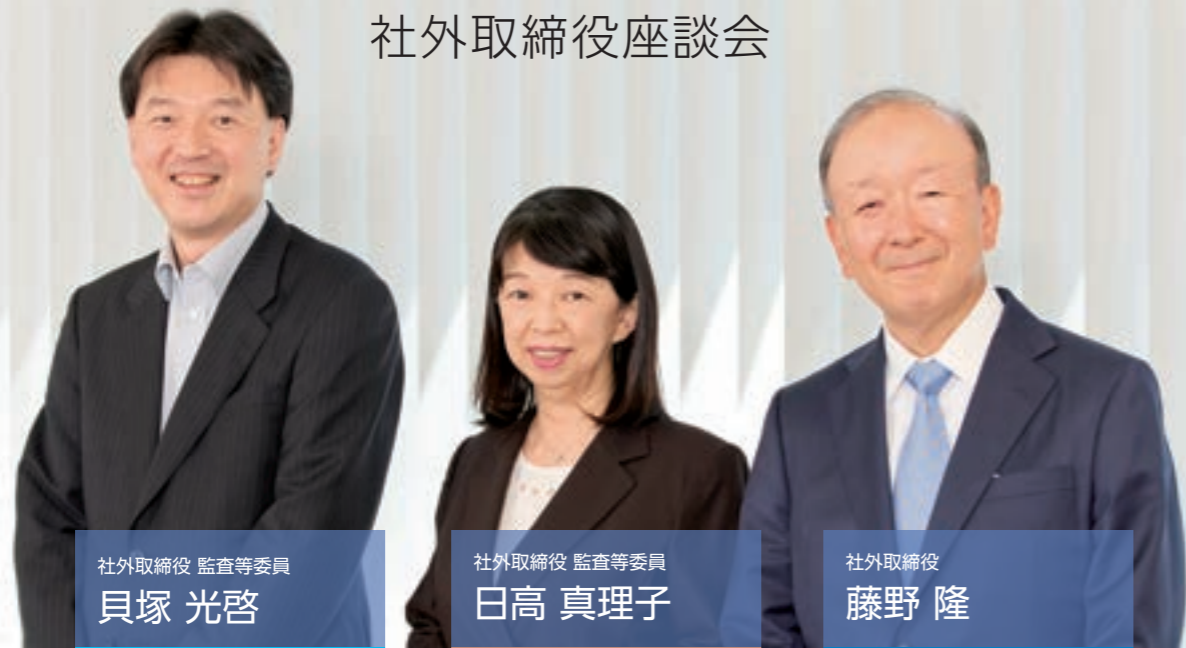 社外取締役座談会
社外取締役 監査等委員
貝塚 光啓
社外取締役 監査等委員
日高 真理子
社外取締役
藤野 隆